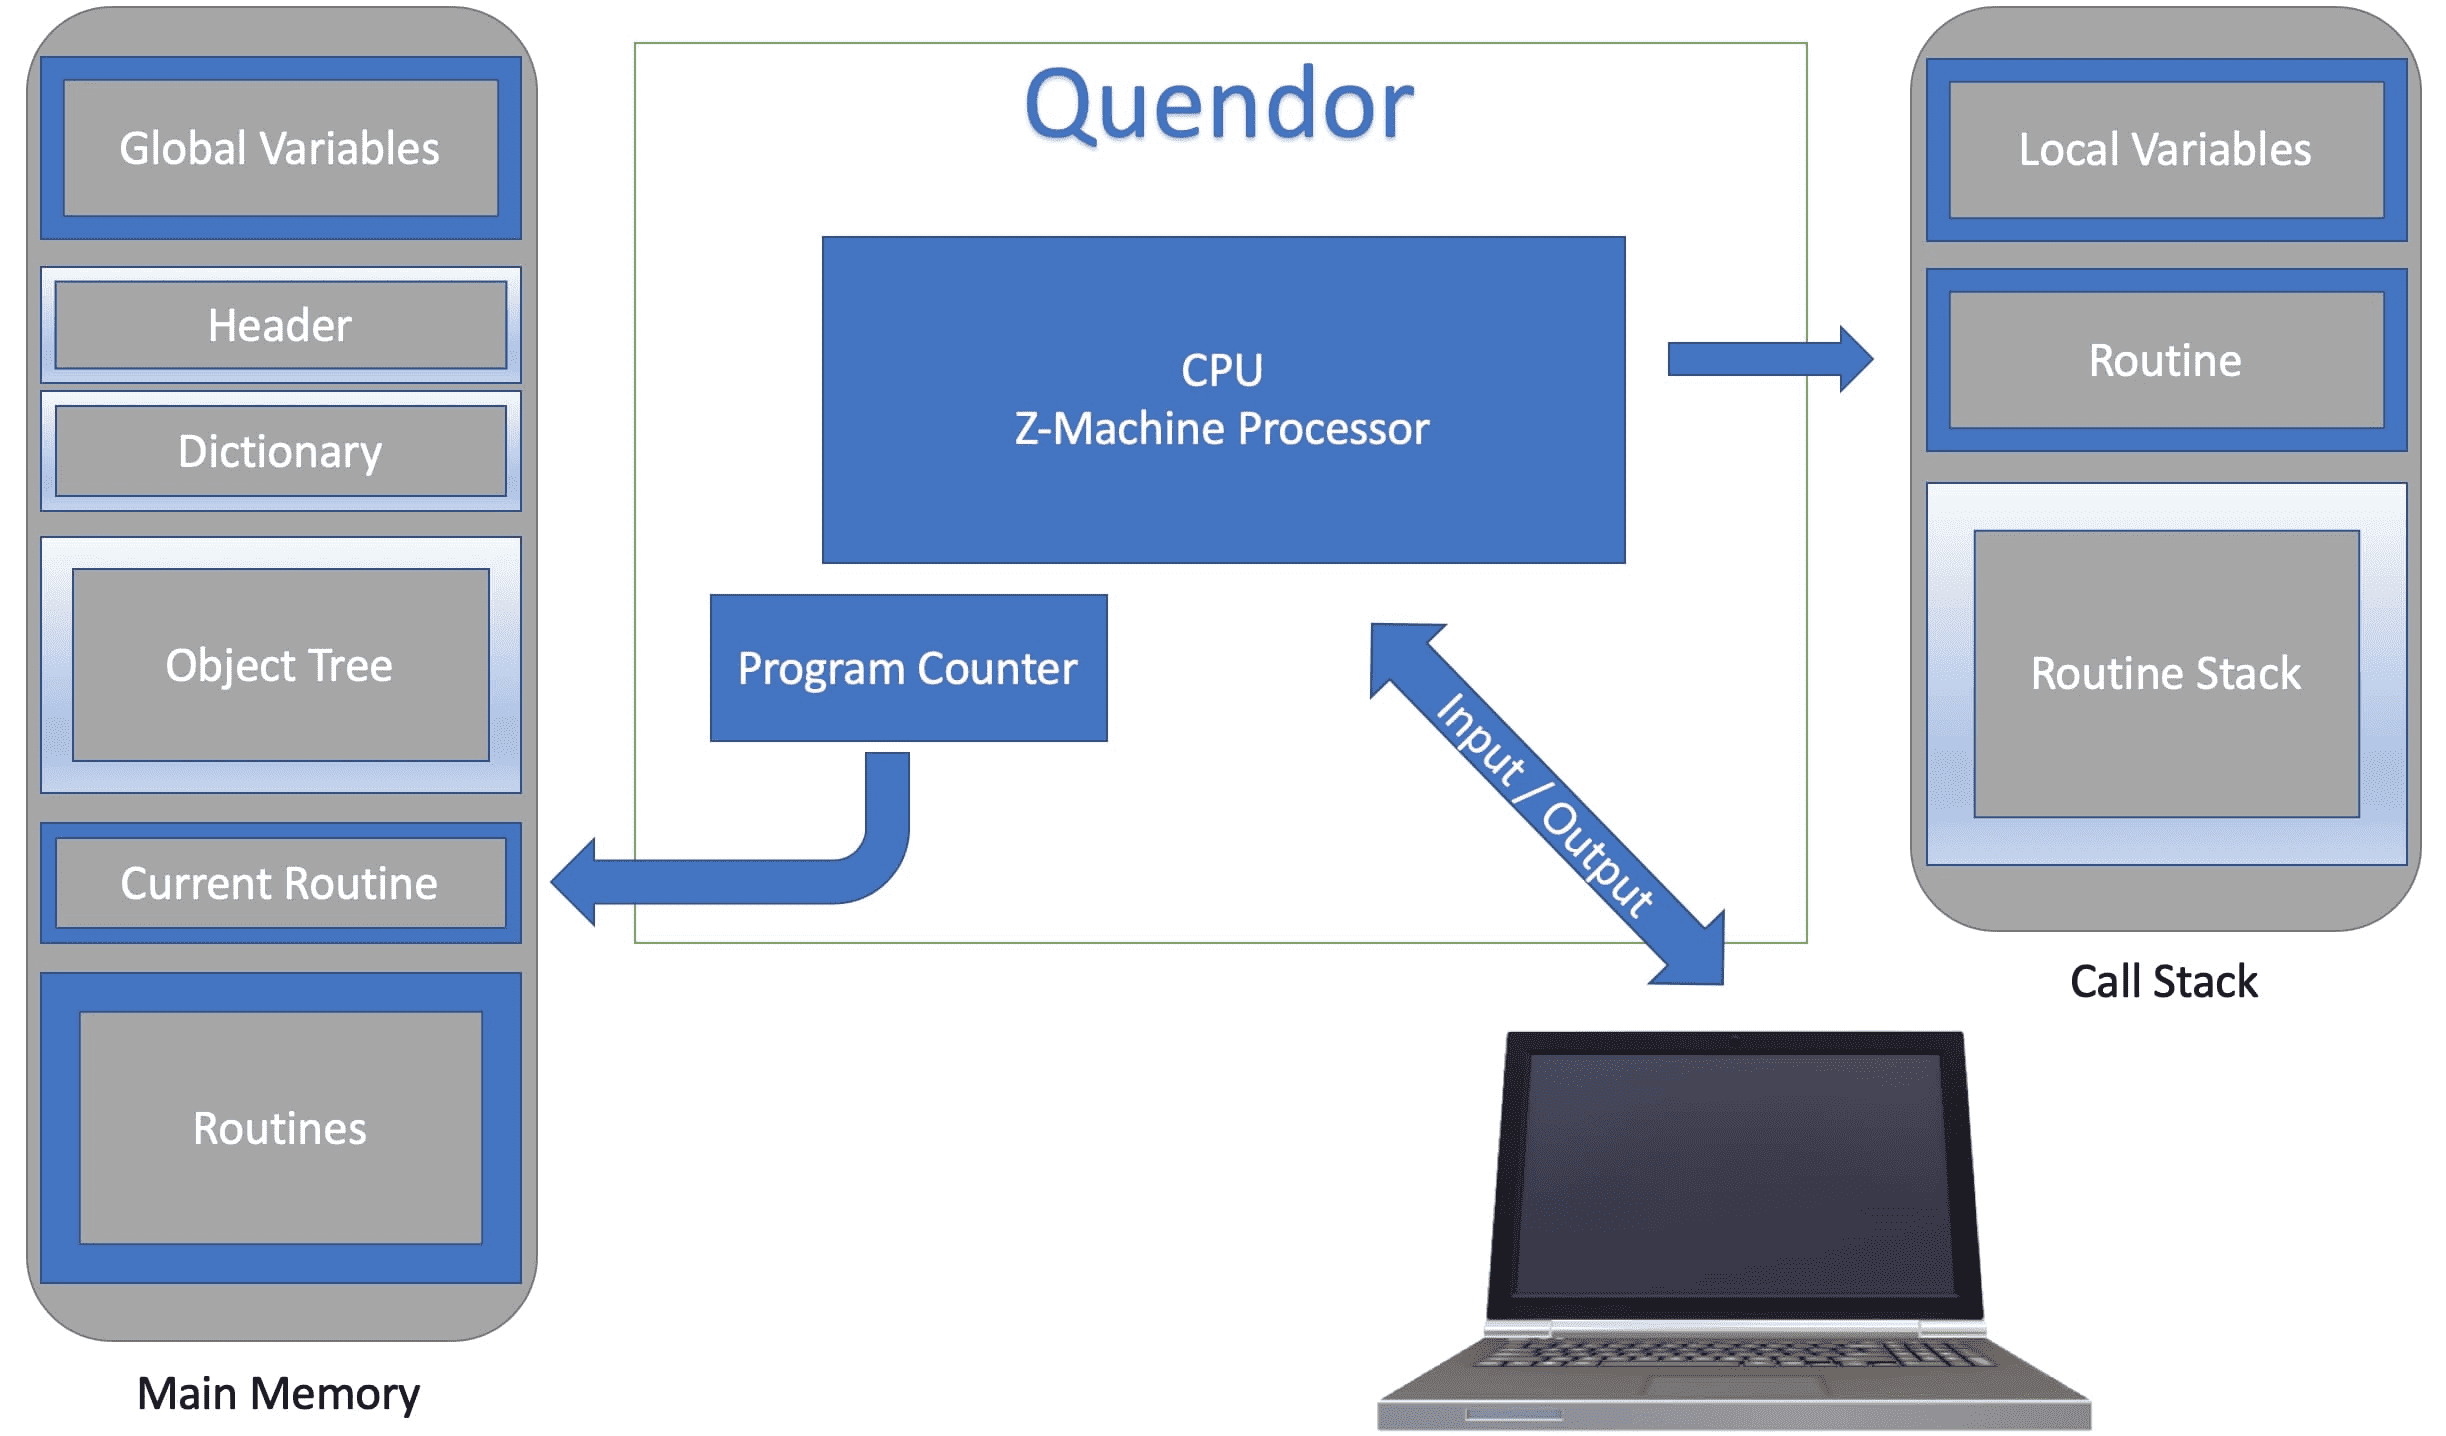 Quendor
Global Variables
Header
Dictionary
Object Tree
Current Routine
Routines
Main Memory
CPU
Z-Machine Processor
Program Counter
Input / Output
Local Variables
Routine
Routine Stack
Call Stack